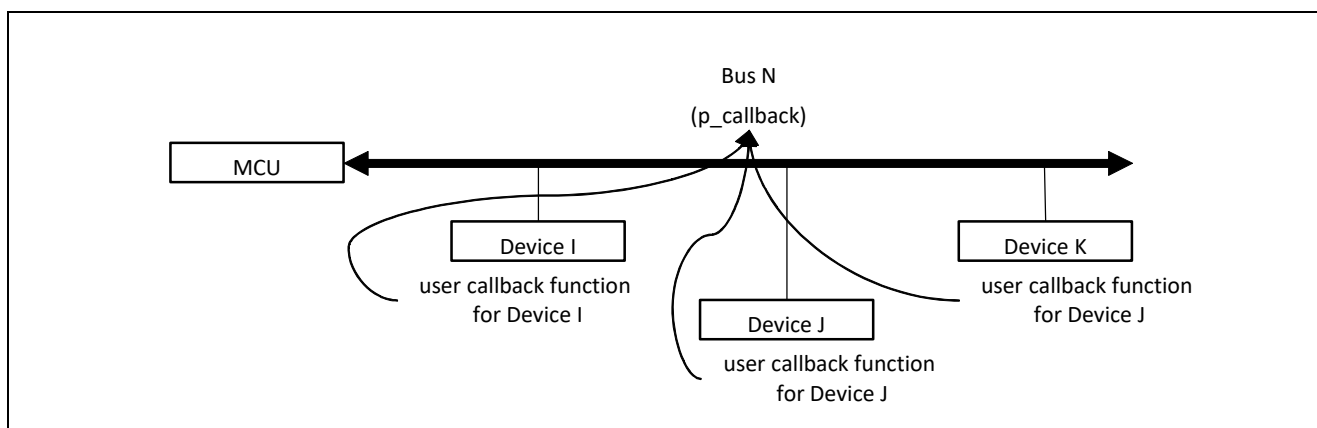 Bus N
(p_callback)
MCU
Device I
user callback function
for Device I
Device J
user callback function
for Device J
Device K
user callback function
for Device J